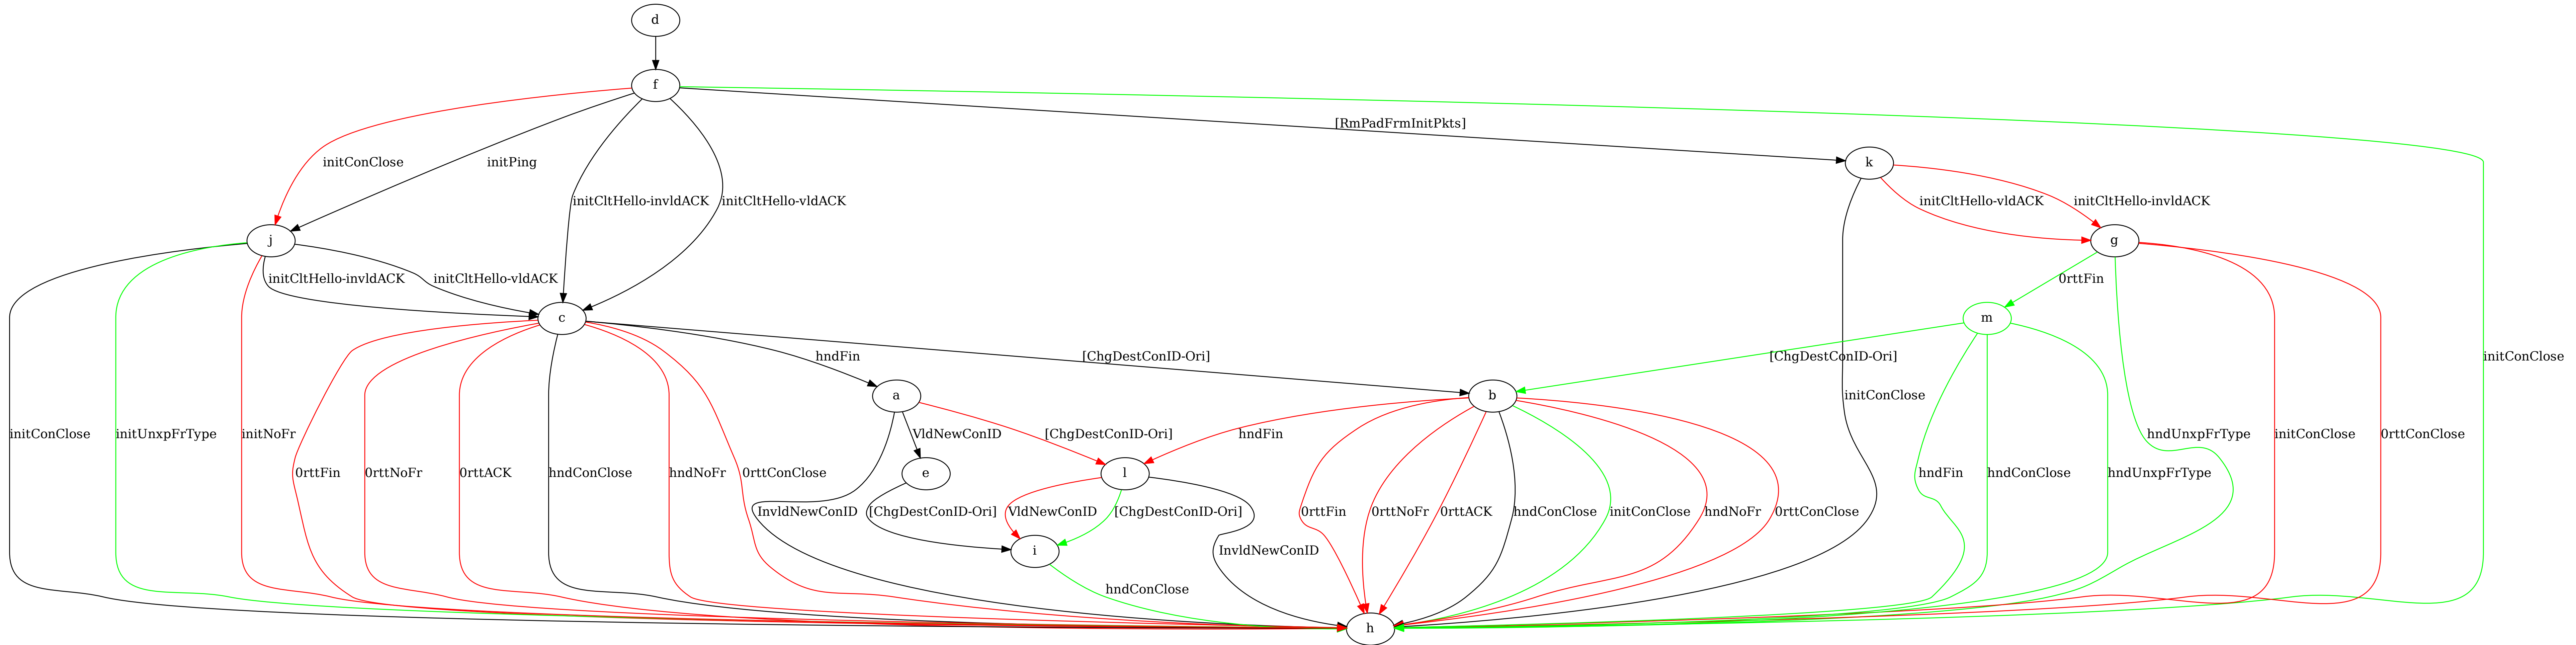 d
f
[RmPadFrmInitPkts]
initConClose
initPing
k
initCltHello-invldACK
initCltHello-vldACK
initCltHello-vldACK
initCltHello-invldACK
j
g
initCltHello-invldACK
initCltHello-vldACK
0rttFin
c
m
hndFin
[ChgDestConID-Ori]
[ChgDestConID-Ori]
initConClose
a
b
initConClose
initConClose
initUnxpFrType
initNoFr
VldNewConID
[ChgDestConID-Ori]
hndFin
hndUnxpFrType
initConClose
0rttConClose
0rttFin
0rttNoFr
0rttACK
hndConClose
hndNoFr
0rttConClose
e
l
hndFin
hndConClose
hndUnxpFrType
InvldNewConID
[ChgDestConID-Ori]
VldNewConID
[ChgDestConID-Ori]
0rttFin
0rttNoFr
0rttACK
hndConClose
initConClose
hndNoFr
0rttConClose
i
InvldNewConID
hndConClose
h